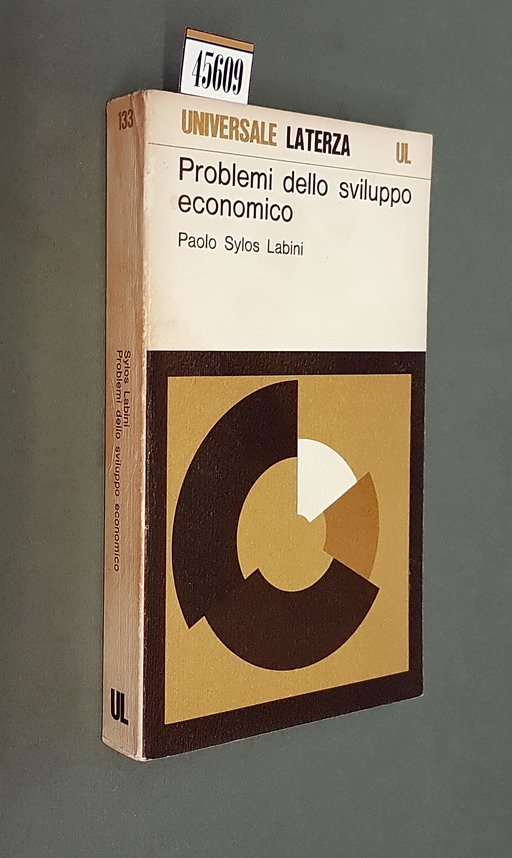 45609
133
UNIVERSALE LATERZA UL
Problemi dello sviluppo
economico
Paolo Sylos Labini
Sylos Labini
Problemi dello sviluppo economico
UL